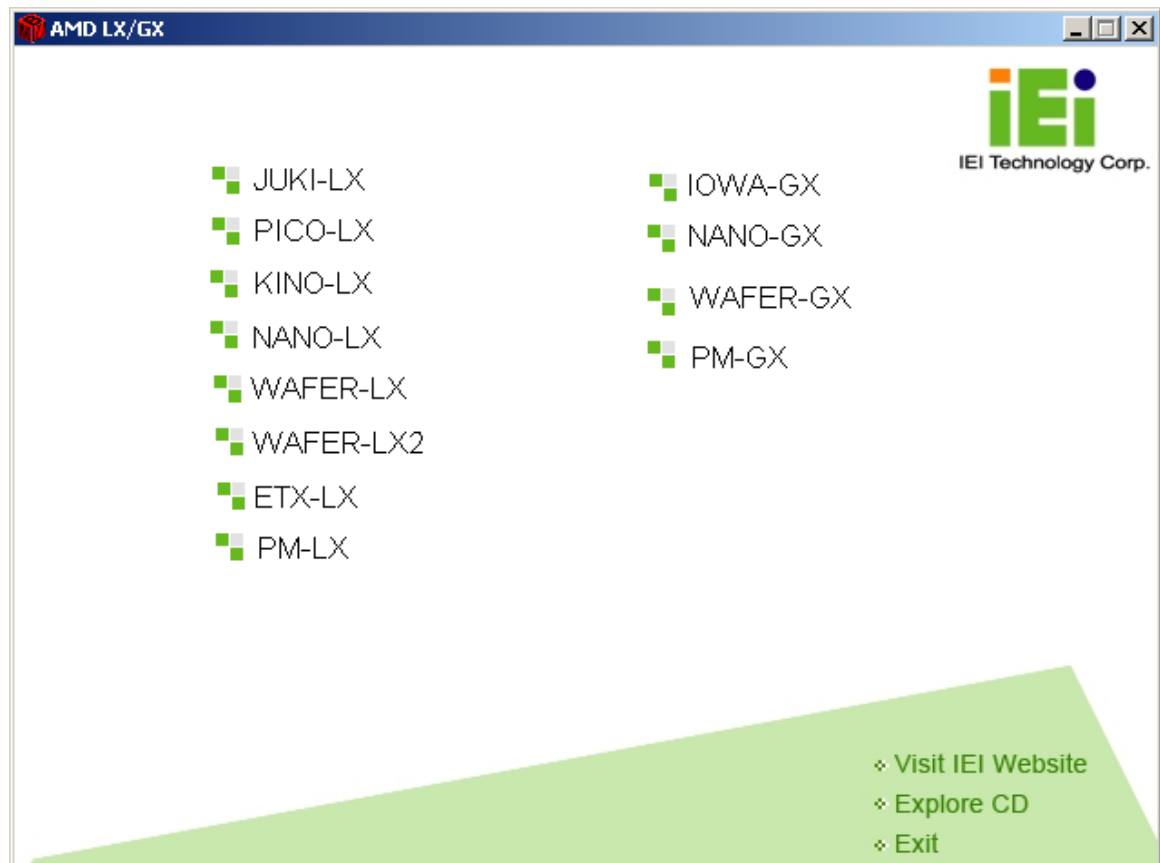 AMD LX/GX
iEi
IEI Technology Corp.
JUKI-LX
PICO-LX
KINO-LX
NANO-LX
WAFER-LX
WAFER-LX2
ETX-LX
PM-LX
IOWA-GX
NANO-GX
WAFER-GX
PM-GX
Visit IEI Website
Explore CD
Exit